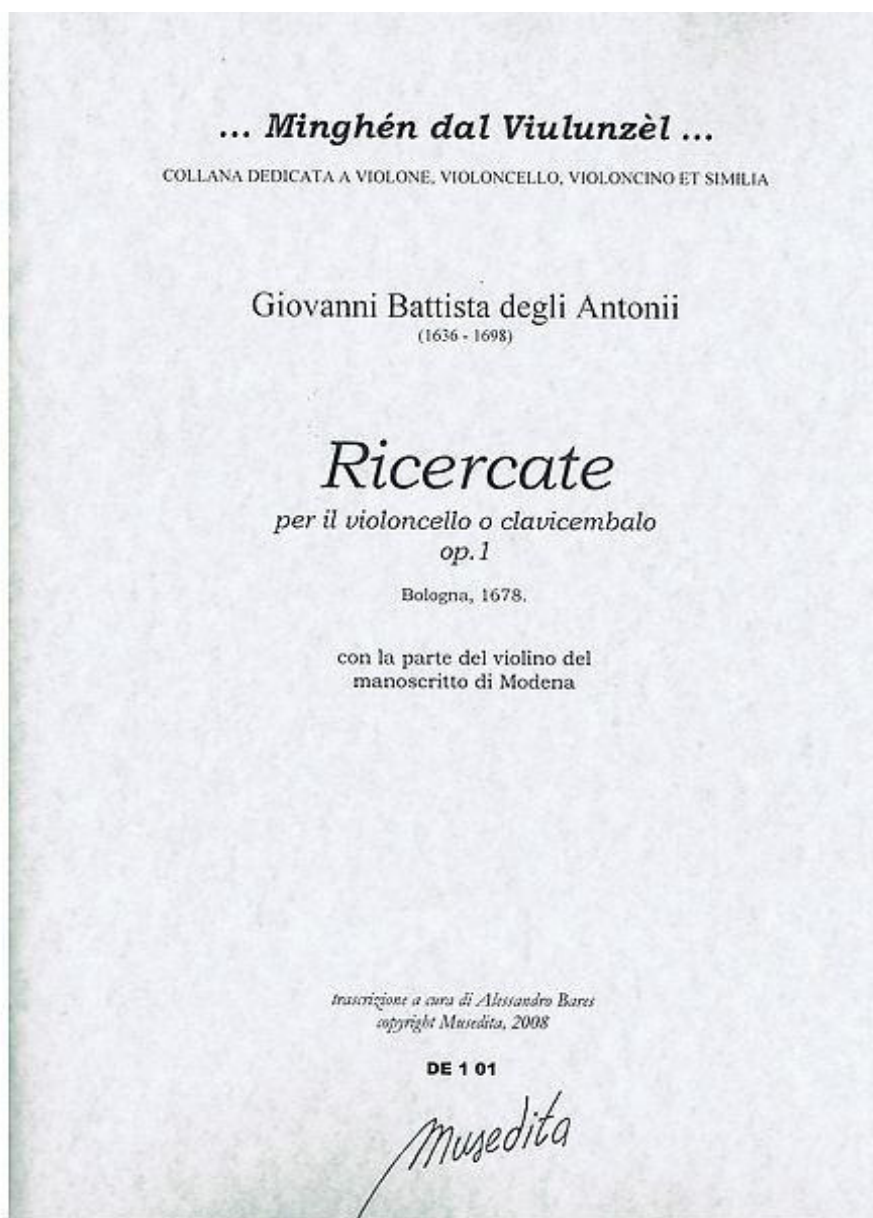 ... Minghén dal Viulunzèl ...
COLLANA DEDICATA A VIOLONE, VIOLONCELLO, VIOLONCINO ET SIMILIA
Giovanni Battista degli Antonii
(1636 - 1698)
Ricercate
per il violoncello o clavicembalo
op.1
Bologna, 1678.
con la parte del violino del
manoscritto di Modena
trascrizione a cura di Alessandro Bares
copyright Musedita, 2008
DE 1 01
Musedita